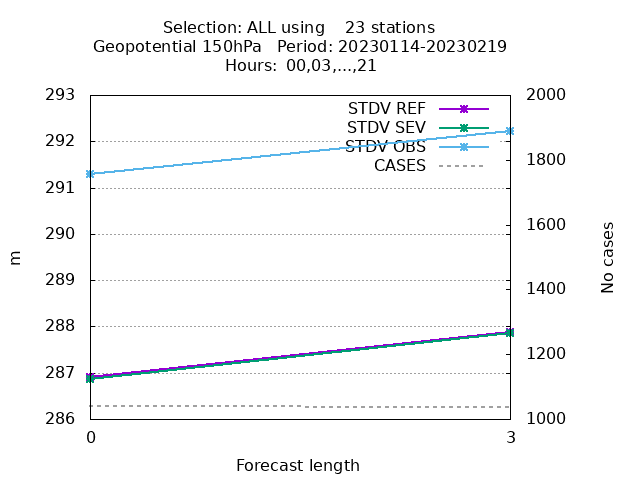 Selection: ALL using    23 stations
Geopotential 150hPa   Period: 20230114-20230219
Hours: 00,03,...,21
293
292
291
290
289
288
287
286
m
2000
1800
1600
1400
1200
1000
No cases
STDV REF
STDV SEV
STDV OBS
CASES
0
3
Forecast length